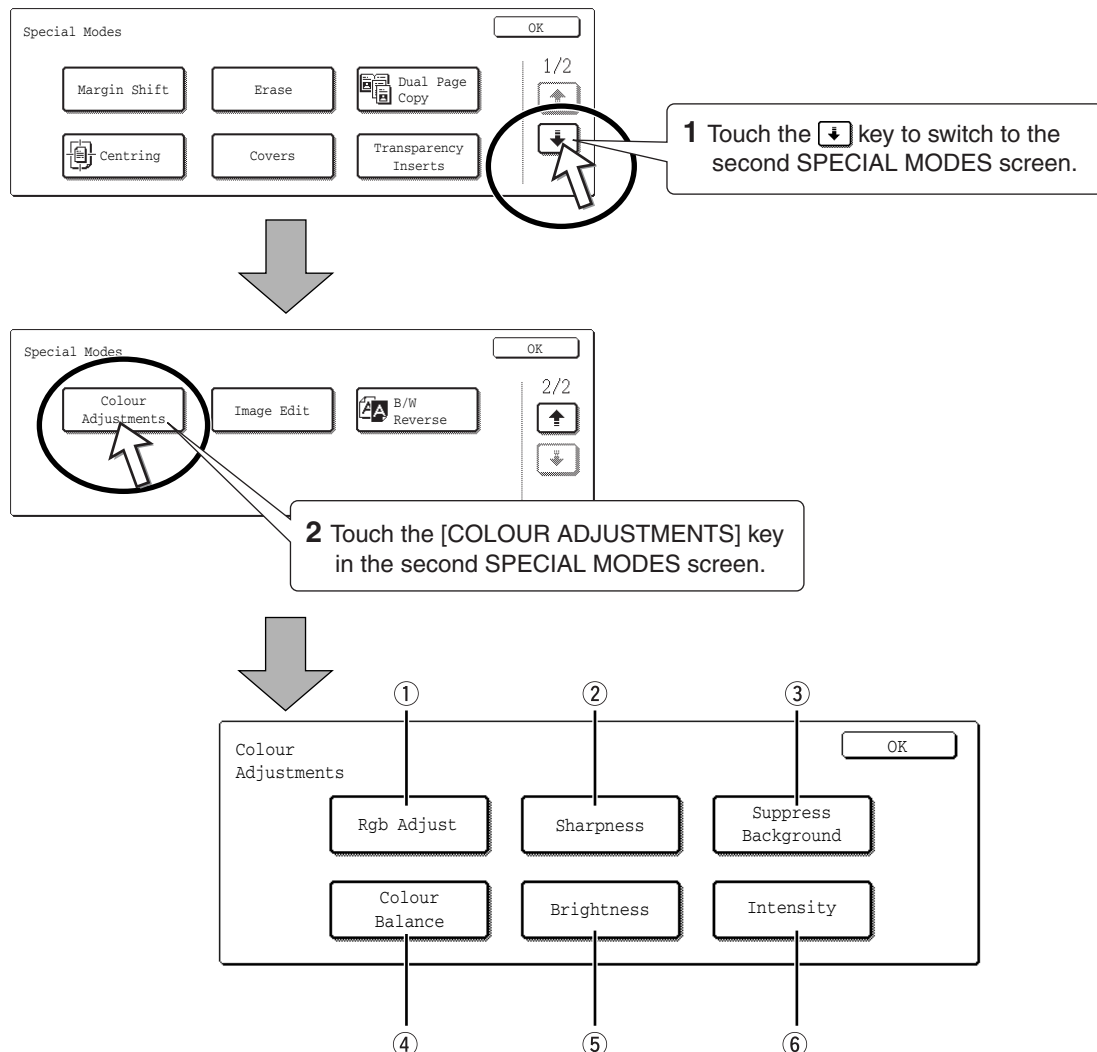 Special Modes
OK
1/2
Margin Shift
Erase
Dual Page
Copy
Centring
Covers
Transparency
Inserts
1 Touch the key to switch to the
second SPECIAL MODES screen.
Special Modes
OK
2/2
Colour
Adjustments
Image Edit
B/W
Reverse
2 Touch the [COLOUR ADJUSTMENTS] key
in the second SPECIAL MODES screen.
① ② ③
Colour
Adjustments
OK
Rgb Adjust
Sharpness
Suppress
Background
Colour
Balance
Brightness
Intensity
④ ⑤ ⑥